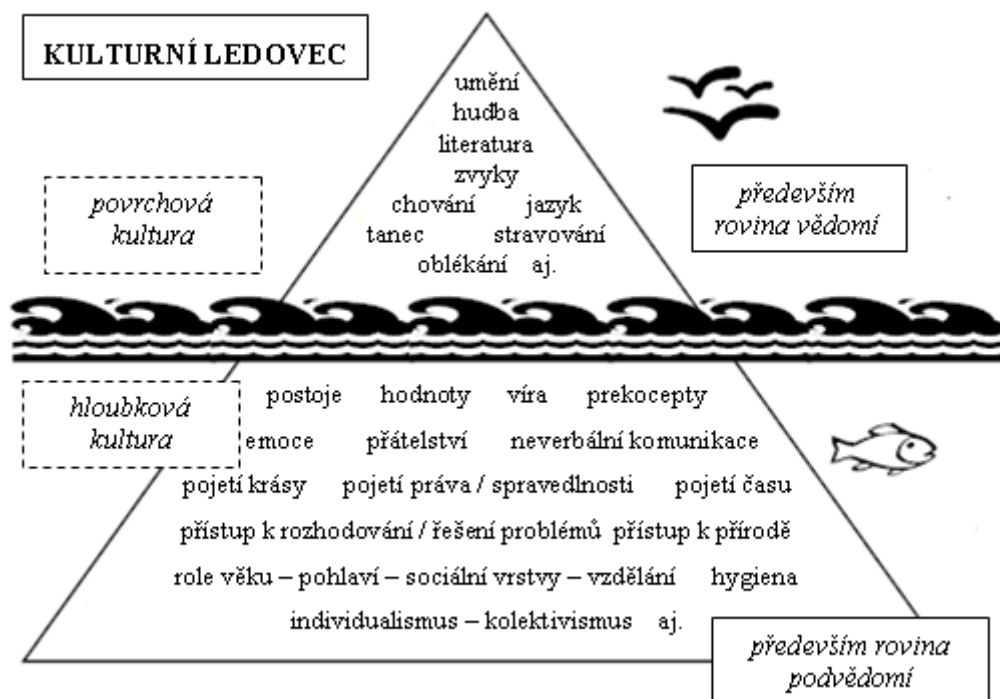 KULTURNÍ LEDOVEC
umění
hudba
literatura
zvyky
chování jazyk
tanec stravování
oblékání aj.
povrchová
kultura
především
rovina vědomí
hloubková
kultura
postoje hodnoty víra prekocepty
emoce přátelství neverbální komunikace
pojetí krásy pojetí práva / spravedlnosti pojetí času
přístup k rozhodování / řešení problémů přístup k přírodě
role věku – pohlaví – sociální vrstvy – vzdělání hygiena
individualismus – kolektivismus aj.
především rovina
podvědomí